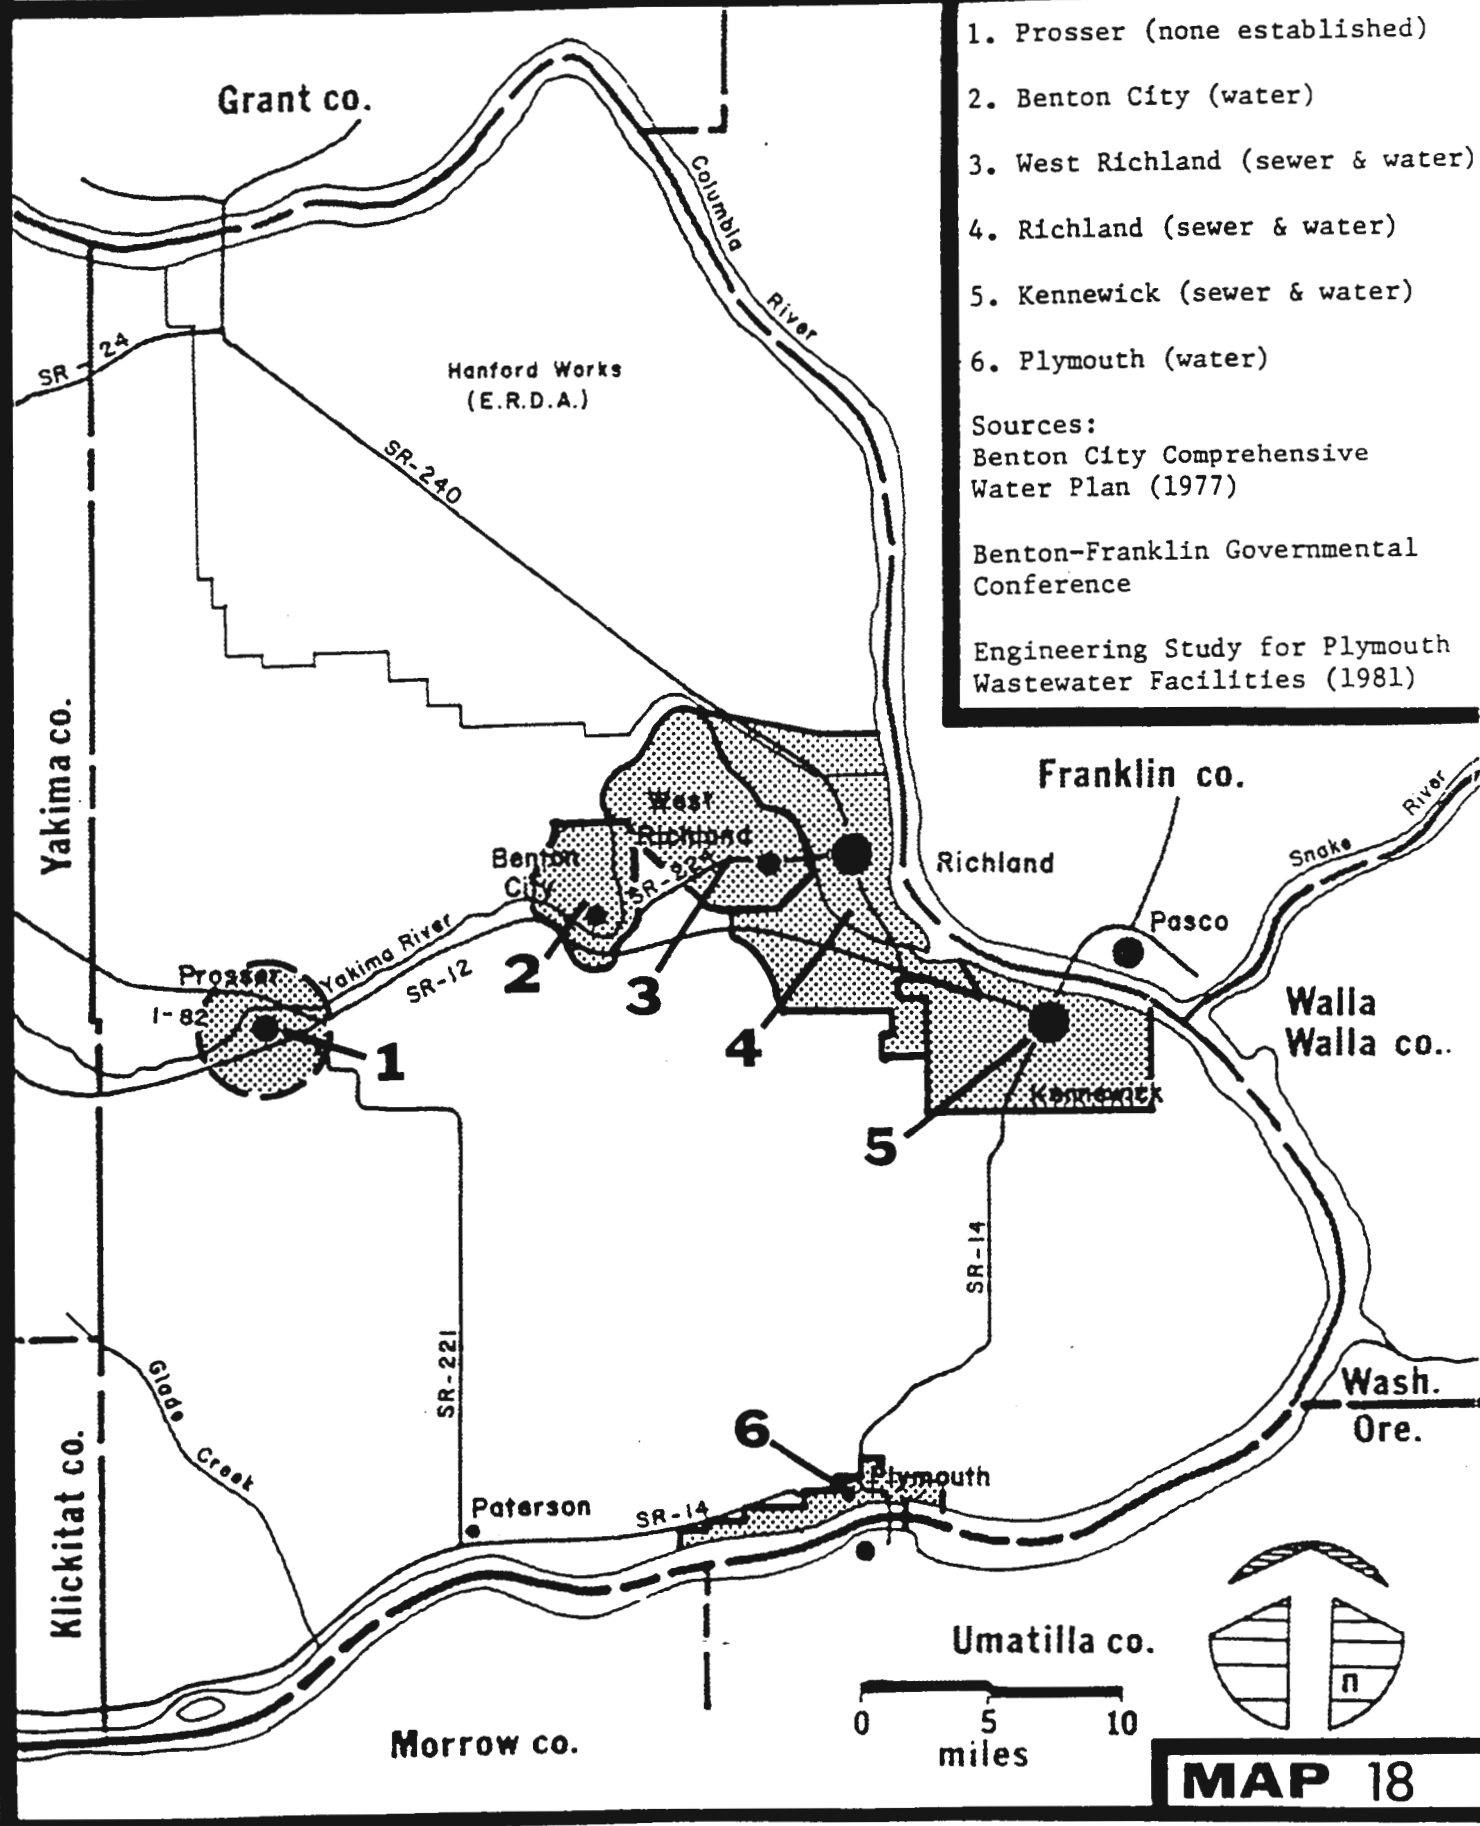 1. Prosser (none established)
2. Benton City (water)
3. West Richland (sewer & water)
4. Richland (sewer & water)
5. Kennewick (sewer & water)
6. Plymouth (water)
Sources:
Benton City Comprehensive
Water Plan (1977)
Benton-Franklin Governmental
Conference
Engineering Study for Plymouth
Wastewater Facilities (1981)
Grant co.
Columbia
River
SR - 24
Hanford Works
(E.R.D.A.)
SR-240
Yakima co.
Franklin co.
River
Snake
West
Richland
Benton
City
SR-224
Richland
Pasco
Yakima River
SR-12
Prosser
I-82
2
3
4
1
5
Walla
Walla co..
Kennewick
SR-14
SR-221
Glade
Creek
Klickitat co.
Wash.
Ore.
6
Plymouth
Paterson
SR-14
Umatilla co.
0 5 10
miles
n
Morrow co.
MAP 18